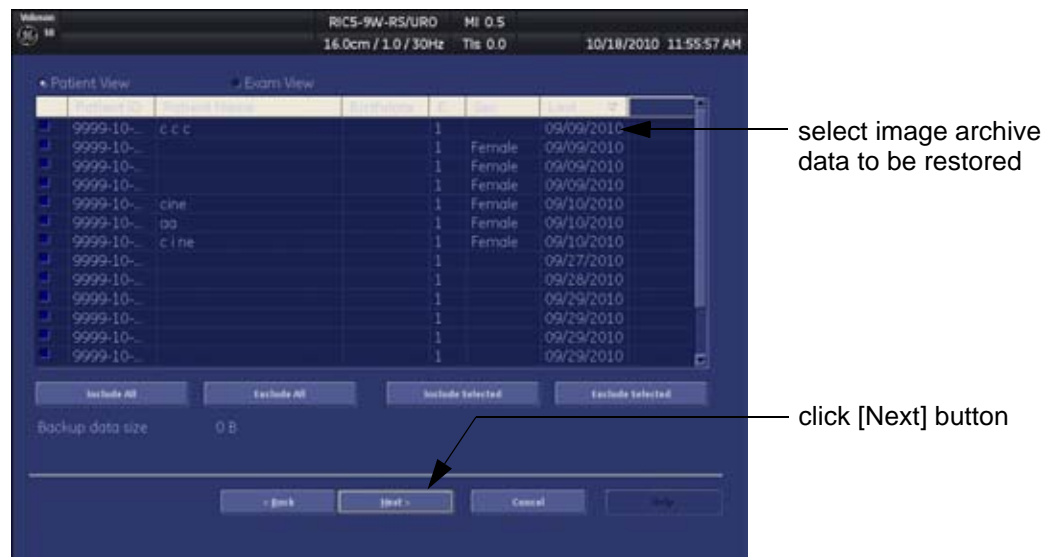 Voluson
RIC5-9W-RS/URO MI 0.5
16.0cm / 1.0 / 30Hz TIs 0.0 10/18/2010 11:55:57 AM
Patient View Exam View
Patient ID Patient Name Birthdate E Sex Last
9999-10-... c c c 1 09/09/2010
9999-10-... 1 Female 09/09/2010
9999-10-... 1 Female 09/09/2010
9999-10-... 1 Female 09/09/2010
9999-10-... cine 1 Female 09/10/2010
9999-10-... aa 1 Female 09/10/2010
9999-10-... c i ne 1 Female 09/10/2010
9999-10-... 1 09/27/2010
9999-10-... 1 09/28/2010
9999-10-... 1 09/29/2010
9999-10-... 1 09/29/2010
9999-10-... 1 09/29/2010
9999-10-... 1 09/29/2010
select image archive
data to be restored
Include All Exclude All Include Selected Exclude Selected
Backup data size 0 B
click [Next] button
< Back Next > Cancel Help